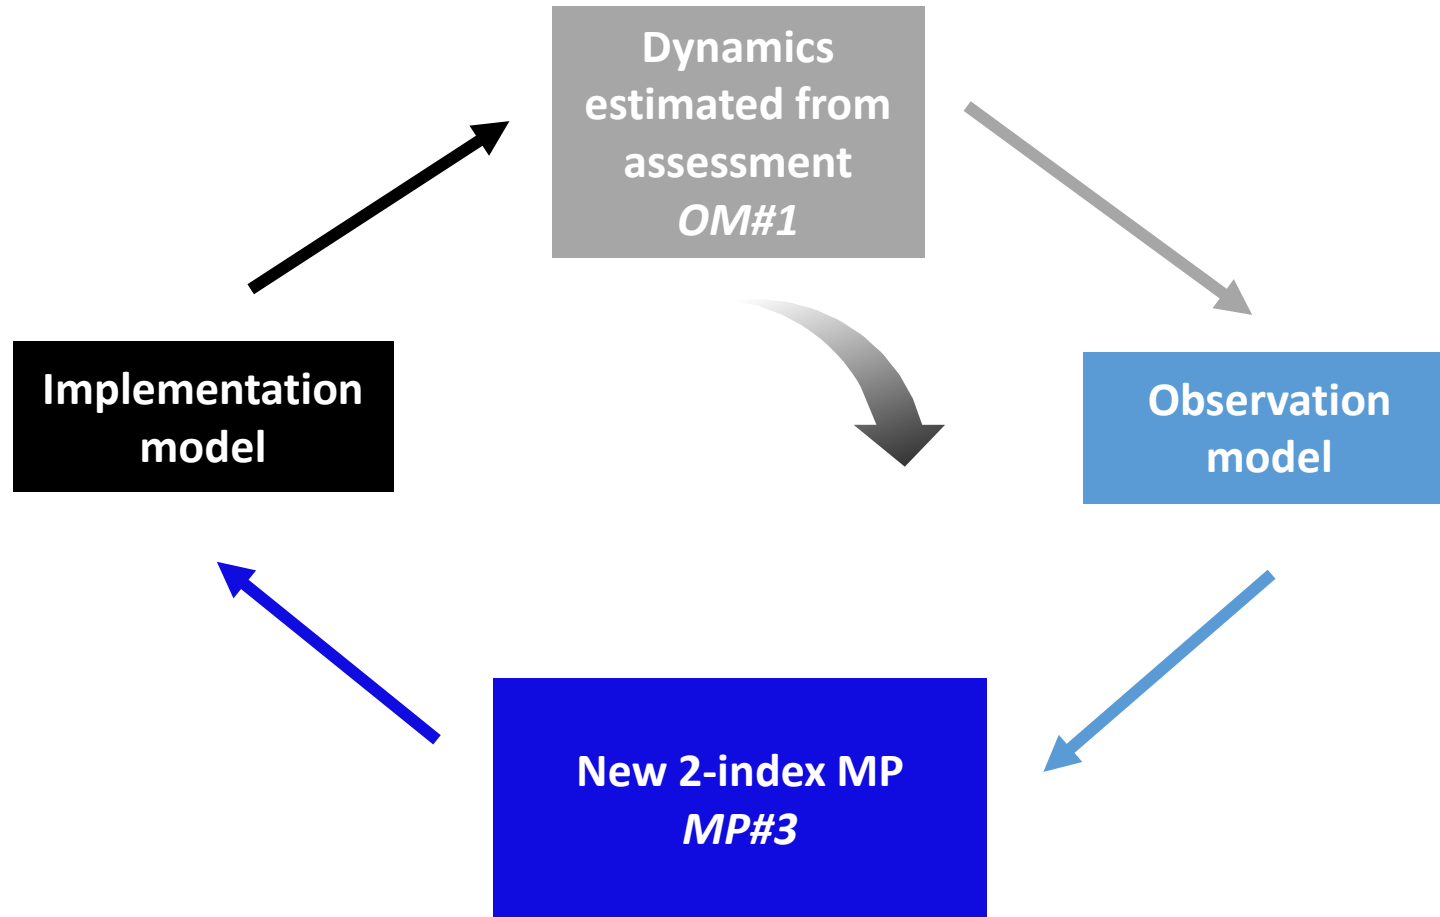 Dynamics
estimated from
assessment
OM#1
Implementation
model
Observation
model
New 2-index MP
MP#3